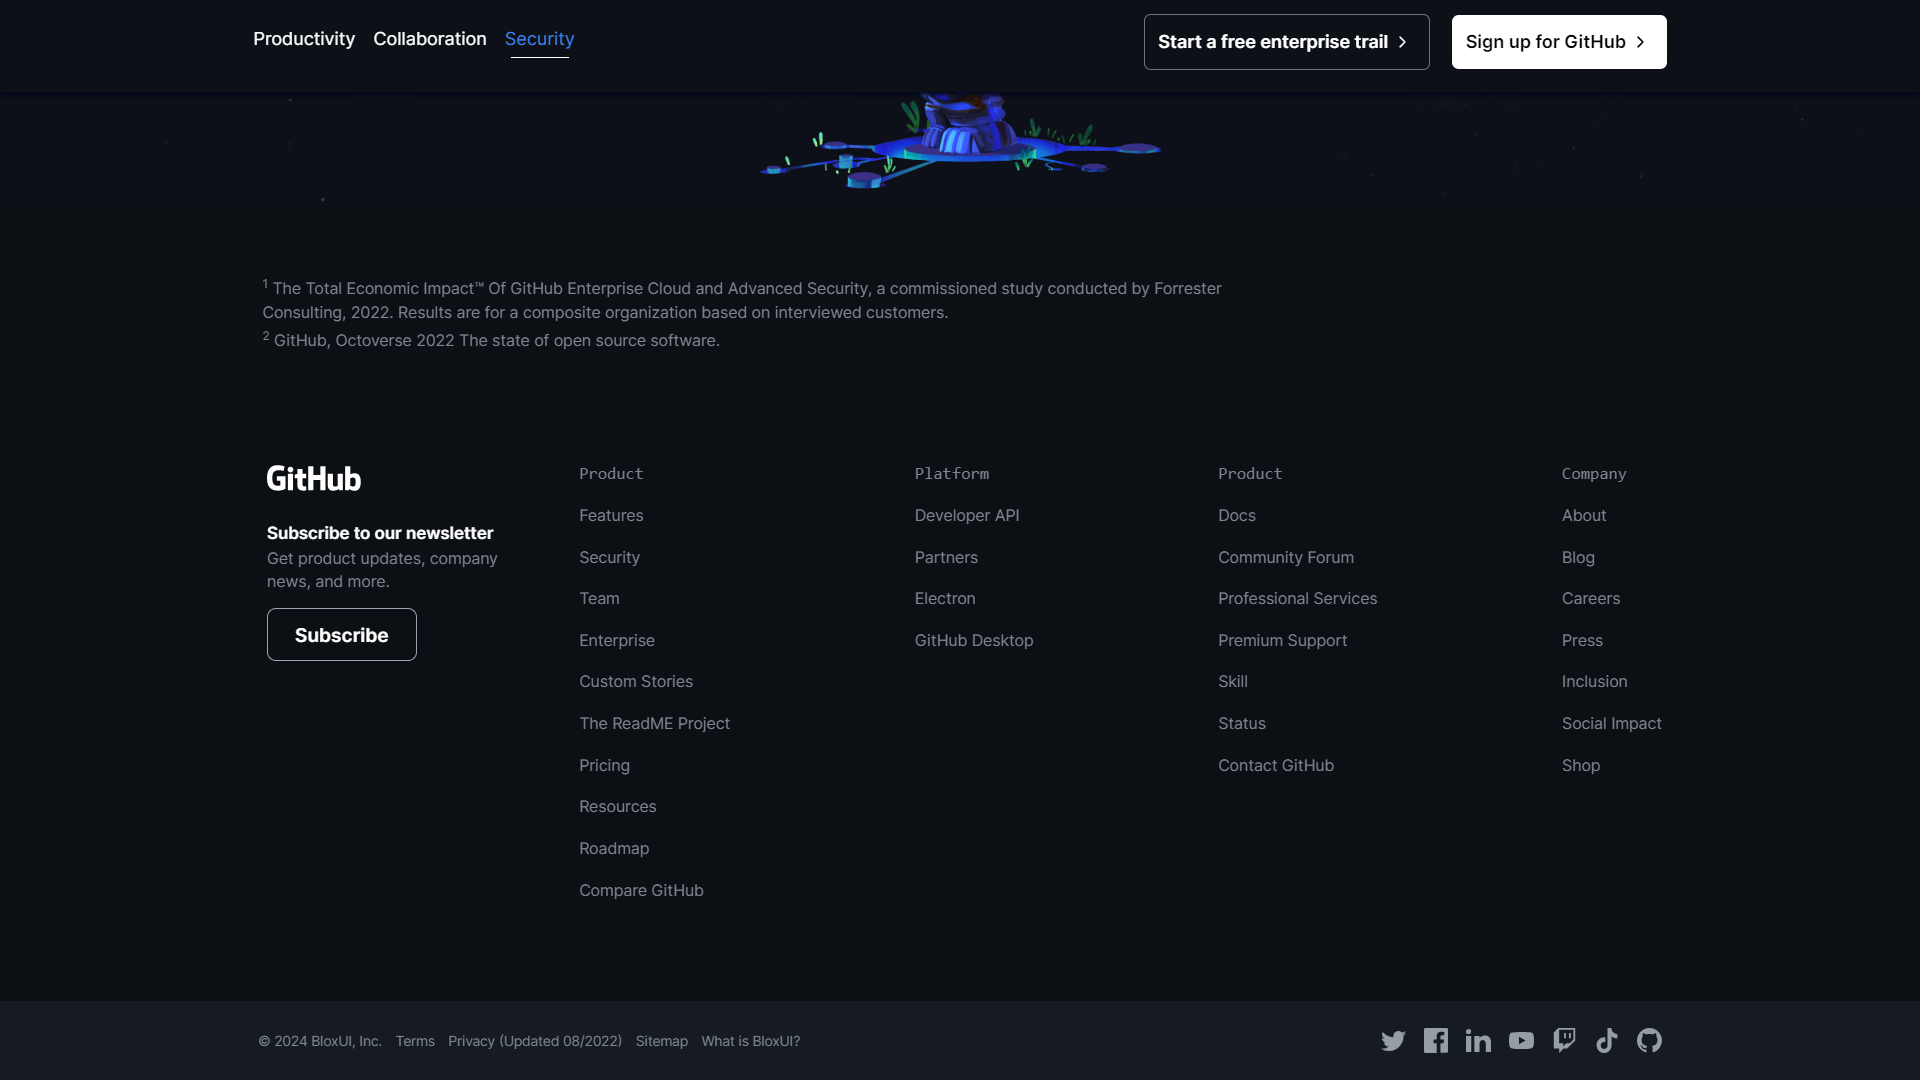 Productivity Collaboration Security
Start a free enterprise trail
Sign up for GitHub
1 The Total Economic Impact™ Of GitHub Enterprise Cloud and Advanced Security, a commissioned study conducted by Forrester
Consulting, 2022. Results are for a composite organization based on interviewed customers.
2 GitHub, Octoverse 2022 The state of open source software.
GitHub
Subscribe to our newsletter
Get product updates, company
news, and more.
Subscribe
Product
Features
Security
Team
Enterprise
Custom Stories
The ReadME Project
Pricing
Resources
Roadmap
Compare GitHub
Platform
Developer API
Partners
Electron
GitHub Desktop
Product
Docs
Community Forum
Professional Services
Premium Support
Skill
Status
Contact GitHub
Company
About
Blog
Careers
Press
Inclusion
Social Impact
Shop
© 2024 BloxUI, Inc. Terms Privacy (Updated 08/2022) Sitemap What is BloxUI?